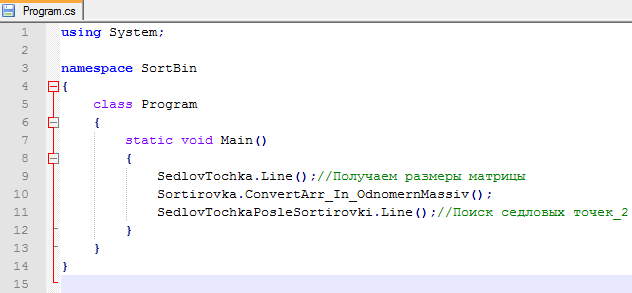 Program.cs
1 using System;
2
3 namespace SortBin
4 {
5 class Program
6 {
7 static void Main()
8 {
9 SedlovTochka.Line();//Получаем размеры матрицы
10 Sortirovka.ConvertArr_In_OdnomernMassiv();
11 SedlovTochkaPosleSortirovki.Line();//Поиск седловых точек_2
12 }
13 }
14 }
15